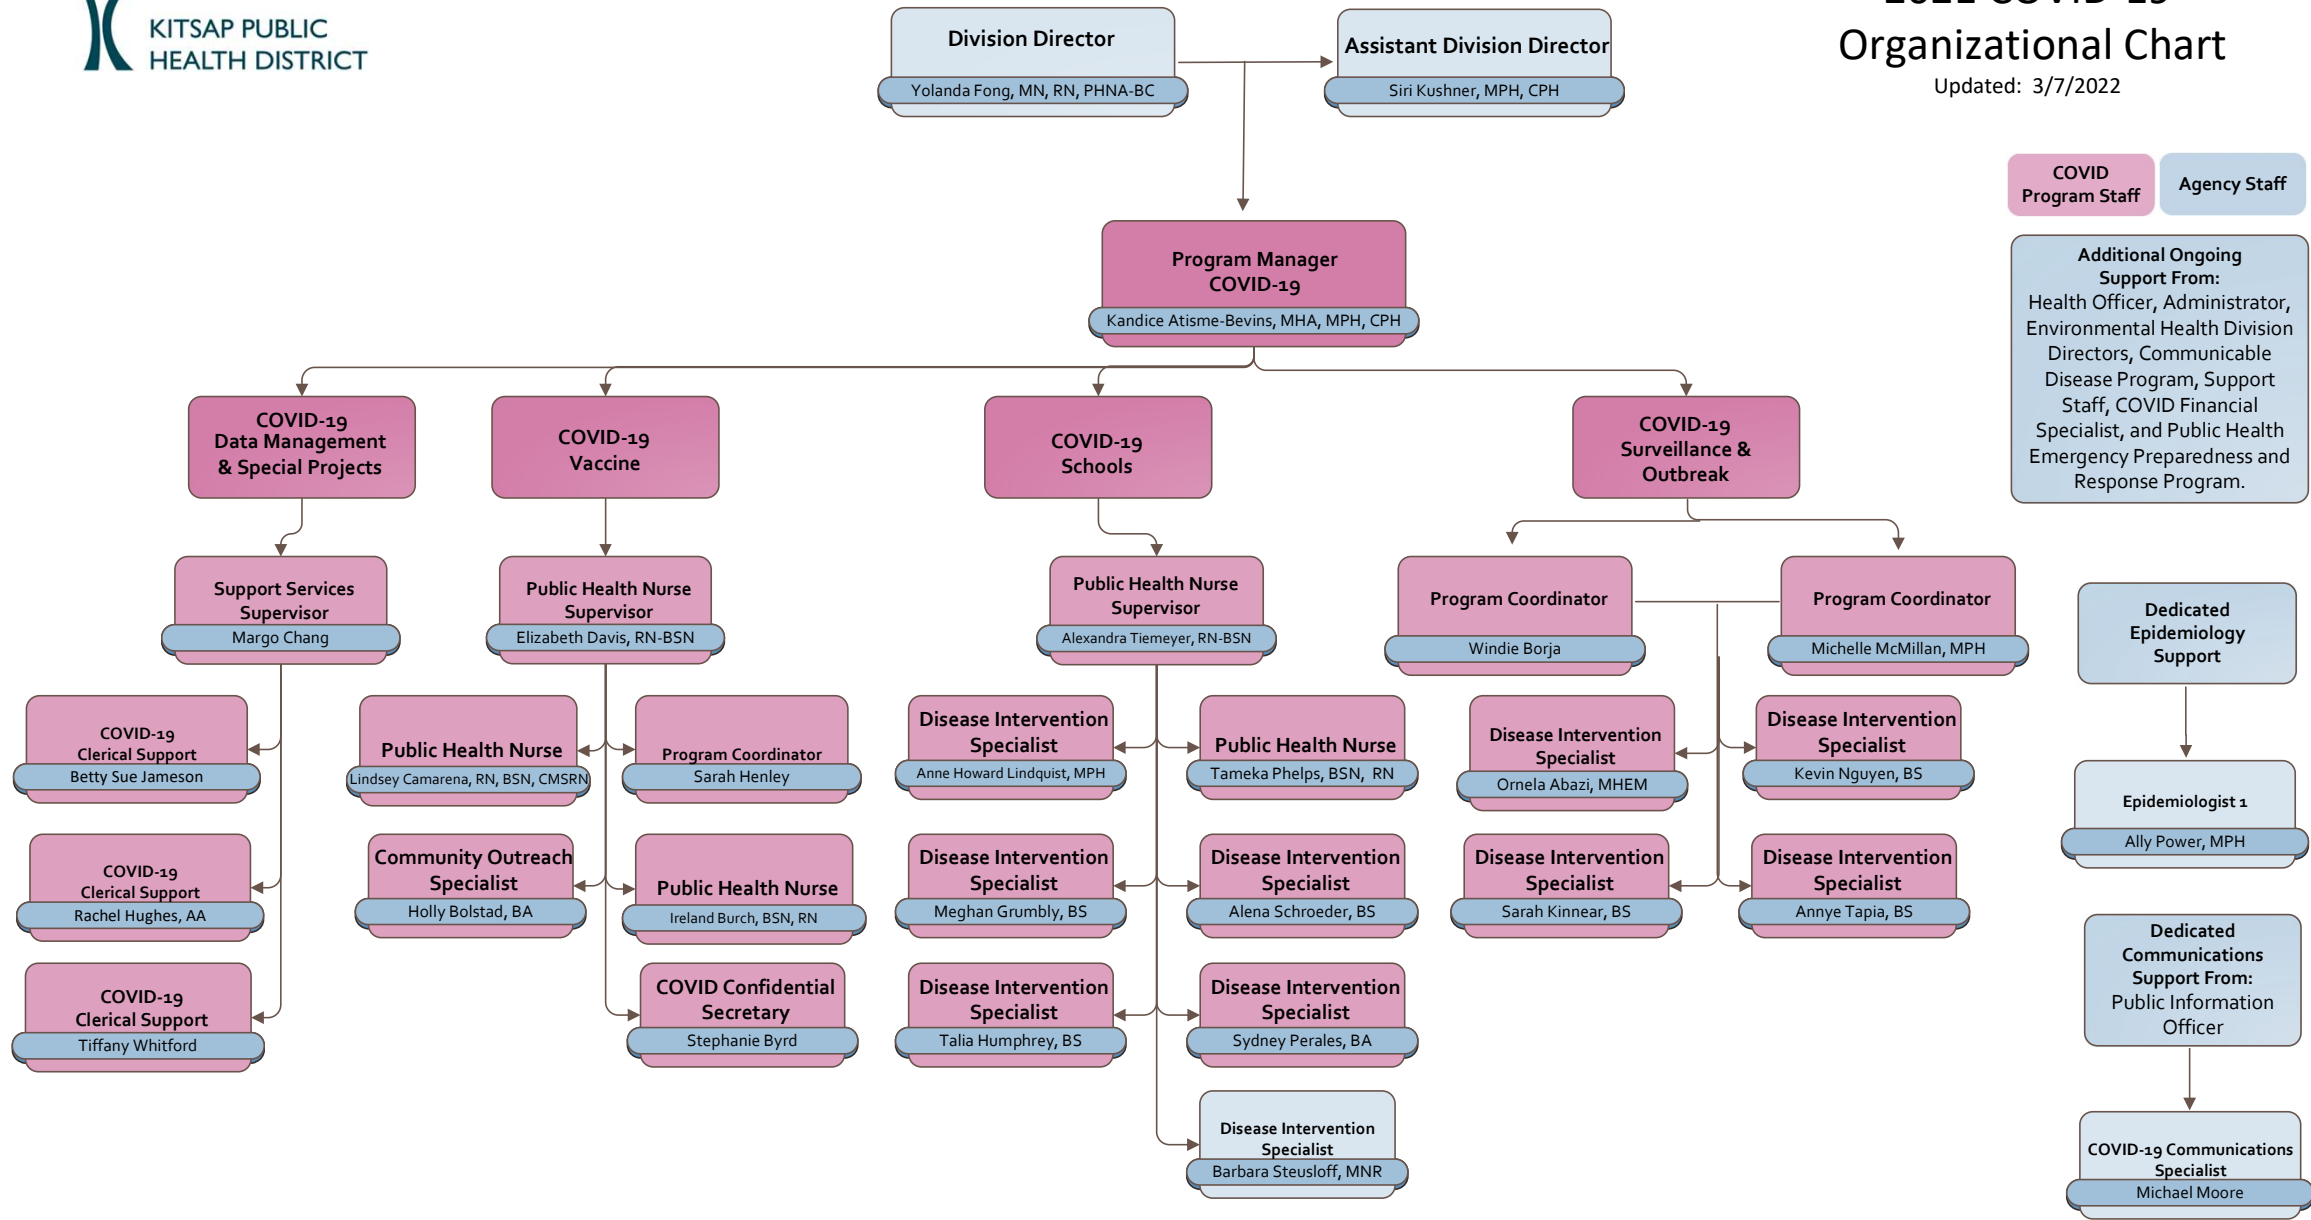 KITSAP PUBLIC
HEALTH DISTRICT
COVID-19
Organizational Chart
Updated: 3/7/2022
Division Director
Yolanda Fong, MN, RN, PHNA-BC
Assistant Division Director
Siri Kushner, MPH, CPH
COVID
Program Staff
Agency Staff
Additional Ongoing
Support From:
Health Officer, Administrator,
Environmental Health Division
Directors, Communicable
Disease Program, Support
Staff, COVID Financial
Specialist, and Public Health
Emergency Preparedness and
Response Program.
Program Manager
COVID-19
Kandice Atisme-Bevins, MHA, MPH, CPH
COVID-19
Data Management
& Special Projects
COVID-19
Vaccine
COVID-19
Schools
COVID-19
Surveillance &
Outbreak
Support Services
Supervisor
Margo Chang
Public Health Nurse
Supervisor
Elizabeth Davis, RN-BSN
Public Health Nurse
Supervisor
Alexandra Tiemeyer, RN-BSN
Program Coordinator
Windie Borja
Program Coordinator
Michelle McMillan, MPH
Dedicated
Epidemiology
Support
COVID-19
Clerical Support
Betty Sue Jameson
Public Health Nurse
Lindsey Camarena, RN, BSN, CMSRN
Program Coordinator
Sarah Henley
Disease Intervention
Specialist
Anne Howard Lindquist, MPH
Public Health Nurse
Tameka Phelps, BSN, RN
Disease Intervention
Specialist
Ornela Abazi, MHEM
Disease Intervention
Specialist
Kevin Nguyen, BS
Epidemiologist 1
Ally Power, MPH
COVID-19
Clerical Support
Rachel Hughes, AA
Community Outreach
Specialist
Holly Bolstad, BA
Public Health Nurse
Ireland Burch, BSN, RN
Disease Intervention
Specialist
Meghan Grumbly, BS
Disease Intervention
Specialist
Alena Schroeder, BS
Disease Intervention
Specialist
Sarah Kinnear, BS
Disease Intervention
Specialist
Annye Tapia, BS
Dedicated
Communications
Support From:
Public Information
Officer
COVID-19
Clerical Support
Tiffany Whitford
COVID Confidential
Secretary
Stephanie Byrd
Disease Intervention
Specialist
Talia Humphrey, BS
Disease Intervention
Specialist
Sydney Perales, BA
Disease Intervention
Specialist
Barbara Steusloff, MNR
COVID-19 Communications
Specialist
Michael Moore